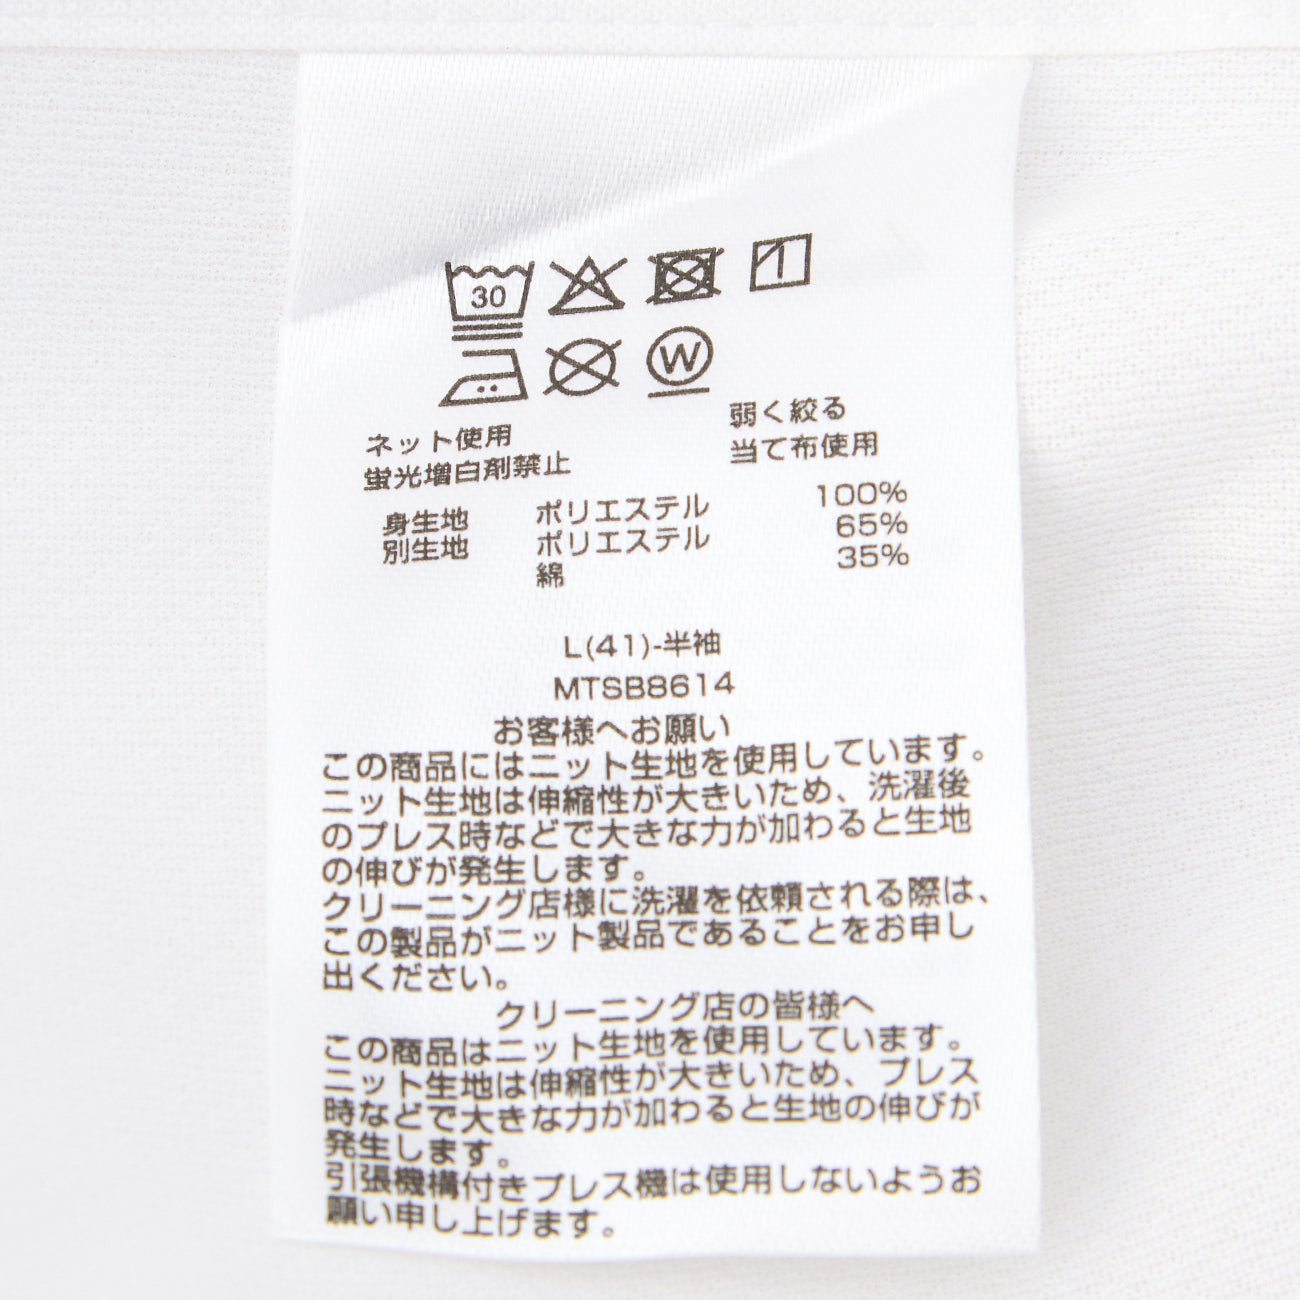 30
W
ネット使用 弱く絞る
蛍光増白剤禁止 当て布使用
身生地 ポリエステル 100%
別生地 ポリエステル 65%
綿 35%
L(41)-半袖
MTSB8614
お客様へお願い
この商品にはニット生地を使用しています。
ニット生地は伸縮性が大きいため、洗濯後
のプレス時などで大きな力が加わると生地
の伸びが発生します。
クリーニング店様に洗濯を依頼される際は、
この製品がニット製品であることをお申し
出ください。
クリーニング店の皆様へ
この商品はニット生地を使用しています。
ニット生地は伸縮性が大きいため、プレス
時などで大きな力が加わると生地の伸びが
発生します。
引張機構付きプレス機は使用しないようお
願い申し上げます。